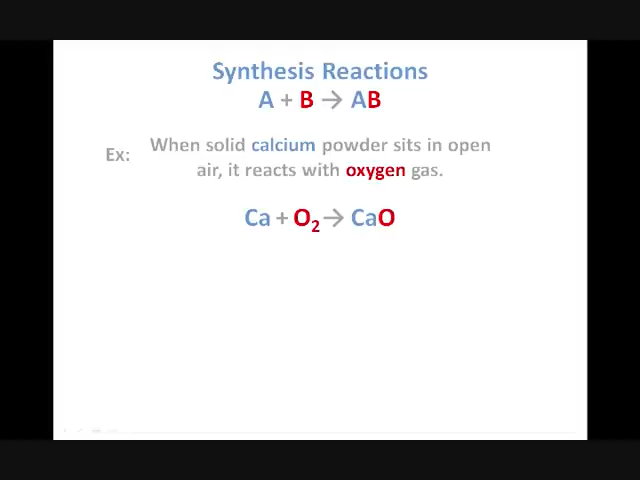 Synthesis Reactions
A + B → AB
Ex: When solid calcium powder sits in open
air, it reacts with oxygen gas.
Ca + O₂ → CaO